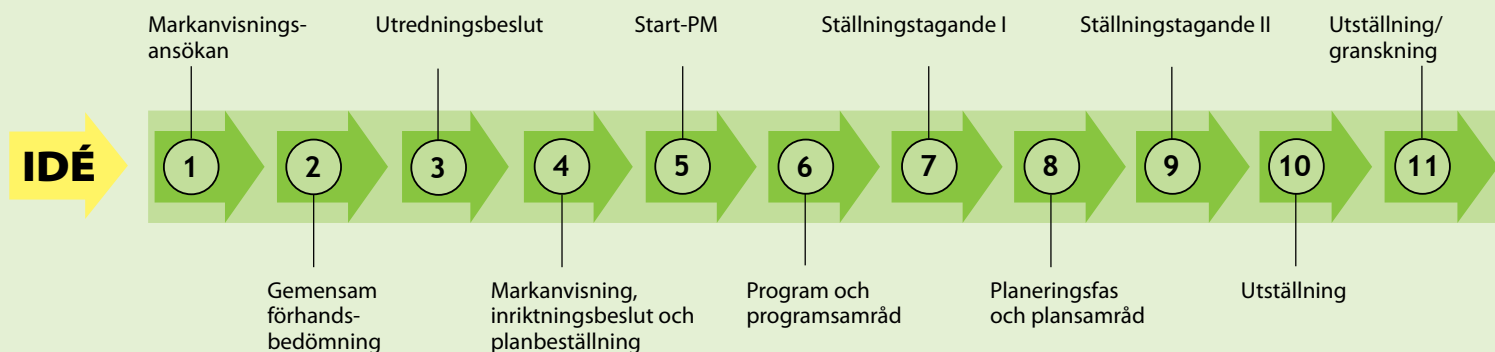 Markanvisnings-
ansökan
Utredningsbeslut
Start-PM
Ställningstagande I
Ställningstagande II
Utställning/
granskning
IDÉ
1
2
3
4
5
6
7
8
9
10
11
Gemensam
förhands-
bedömning
Markanvisning,
inriktningsbeslut och
planbeställning
Program och
programsamråd
Planeringsfas
och plansamråd
Utställning